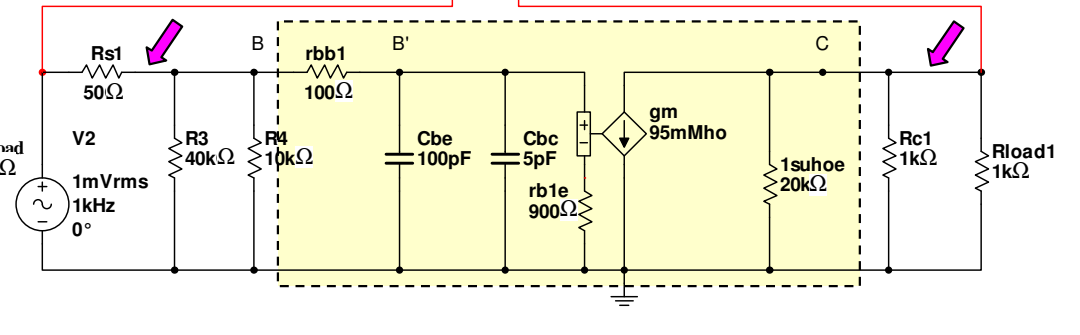 Rs1
50Ω
B
rbb1
100Ω
B'
C
oad
Ω
V2
1mVrms
1kHz
0°
R3
40kΩ
R4
10kΩ
Cbe
100pF
Cbc
5pF
+
−
rb1e
900Ω
gm
95mMho
1suhoe
20kΩ
Rc1
1kΩ
Rload1
1kΩ